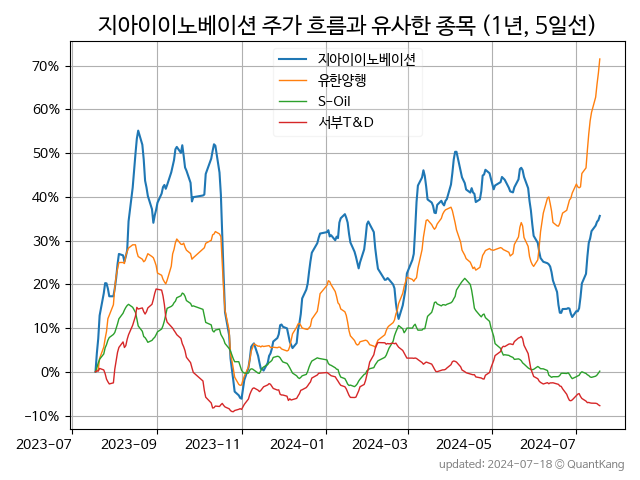 지아이이노베이션 주가 흐름과 유사한 종목 (1년, 5일선)
지아이이노베이션
유한양행
S-Oil
서부T&D
70%
60%
50%
40%
30%
20%
10%
0%
−10%
2023-07 2023-09 2023-11 2024-01 2024-03 2024-05 2024-07
updated: 2024-07-18 ⓒ QuantKang